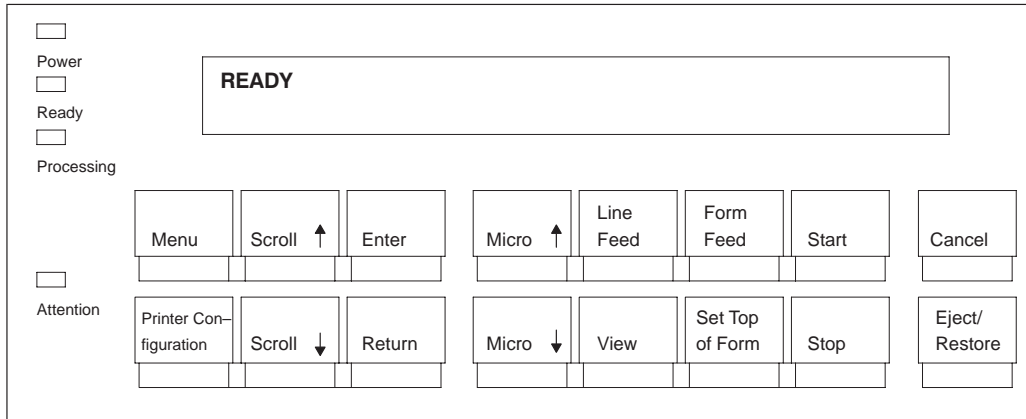 Power
READY
Ready
Processing
Menu
Scroll ↑
Enter
Micro ↑
Line
Feed
Form
Feed
Start
Cancel
Attention
Printer Con–
figuration
Scroll ↓
Return
Micro ↓
View
Set Top
of Form
Stop
Eject/
Restore